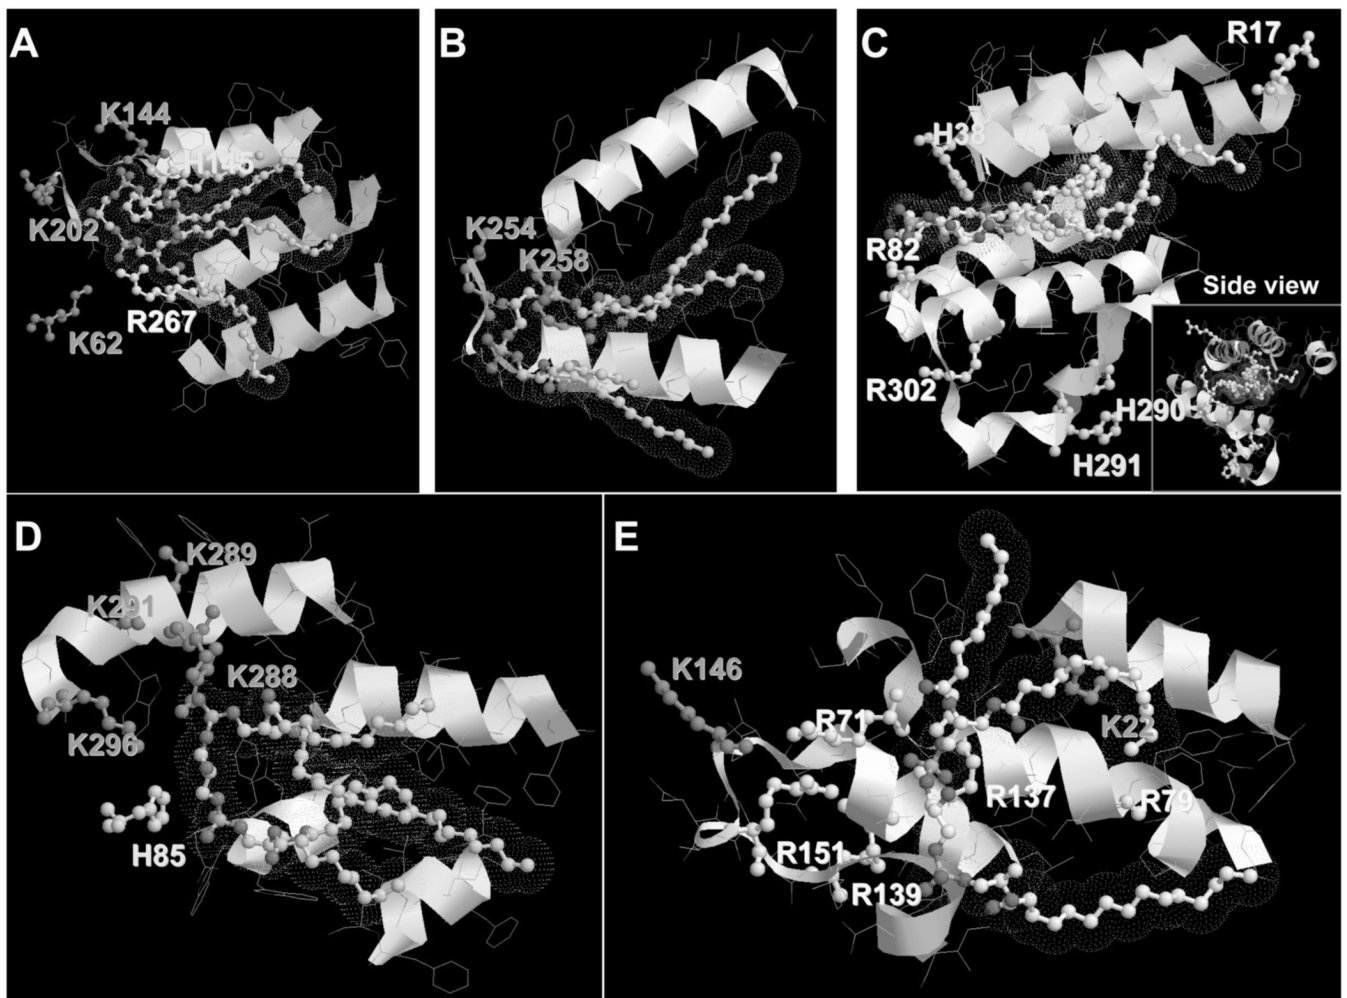 A
K144
H145
K202
R267
K62
B
K254
K258
C
R17
H38
R82
Side view
R302
H290
H291
D
K289
K291
K288
K296
H85
E
K146
R71
K22
R137
R79
R151
R139